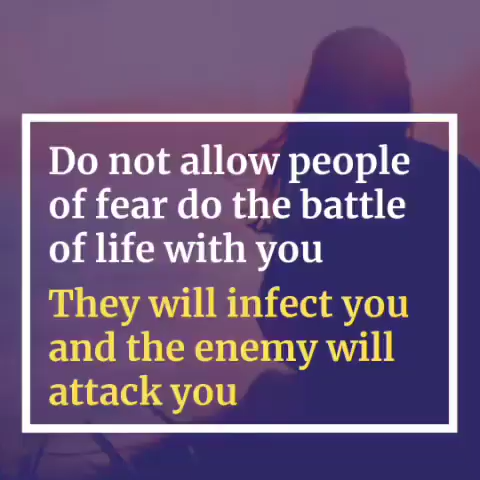 Do not allow people
of fear do the battle
of life with you
They will infect you
and the enemy will
attack you